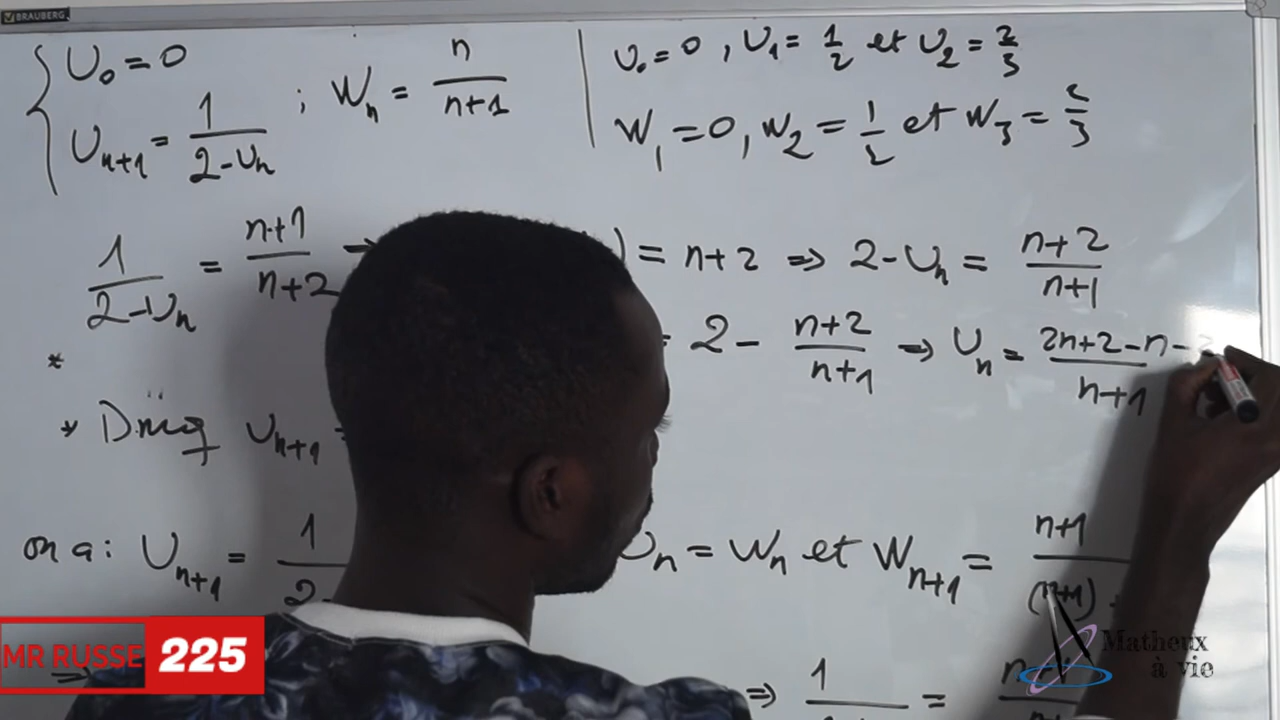 BRAUBERG
U₀ = 0
Uₙ₊₁ = 1/(2-Uₙ) ; Wₙ = n/(n+1)
U₀ = 0 , U₁ = 1/2 et U₂ = 2/3
W₁ = 0, W₂ = 1/2 et W₃ = 2/3
1/(2-Uₙ) = (n+1)/(n+2) ) = n+2 ⇒ 2-Uₙ = (n+2)/(n+1)
* = 2 - (n+2)/(n+1) ⇒ Uₙ = (2n+2-n-)/(n+1)
* Dmq Uₙ₊₁ =
on a : Uₙ₊₁ = 1/2- Uₙ = Wₙ et Wₙ₊₁ = (n+1)/(n+1)
⇒ ⇒ 1 =
MR RUSSE 225
Matheux
à vie